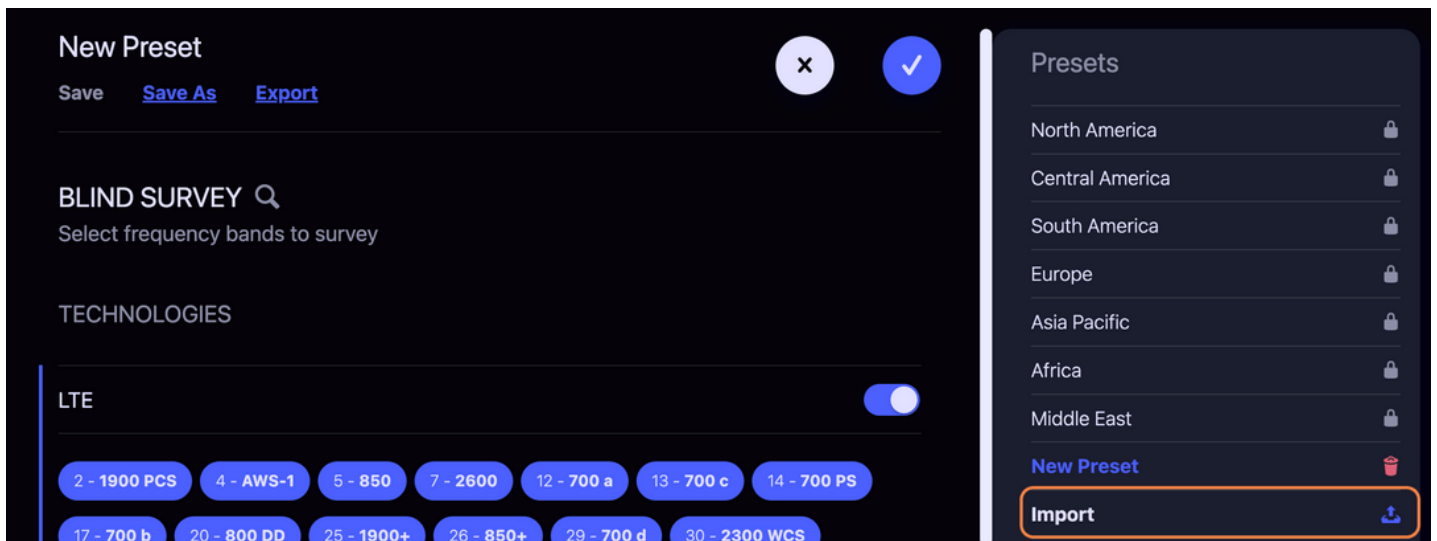 New Preset
Save Save As Export
BLIND SURVEY
Select frequency bands to survey
TECHNOLOGIES
LTE
2 - 1900 PCS 4 - AWS-1 5 - 850 7 - 2600 12 - 700 a 13 - 700 c 14 - 700 PS
17 - 700 b 20 - 800 DD 25 - 1900+ 26 - 850+ 29 - 700 d 30 - 2300 WCS
Presets
North America
Central America
South America
Europe
Asia Pacific
Africa
Middle East
New Preset
Import